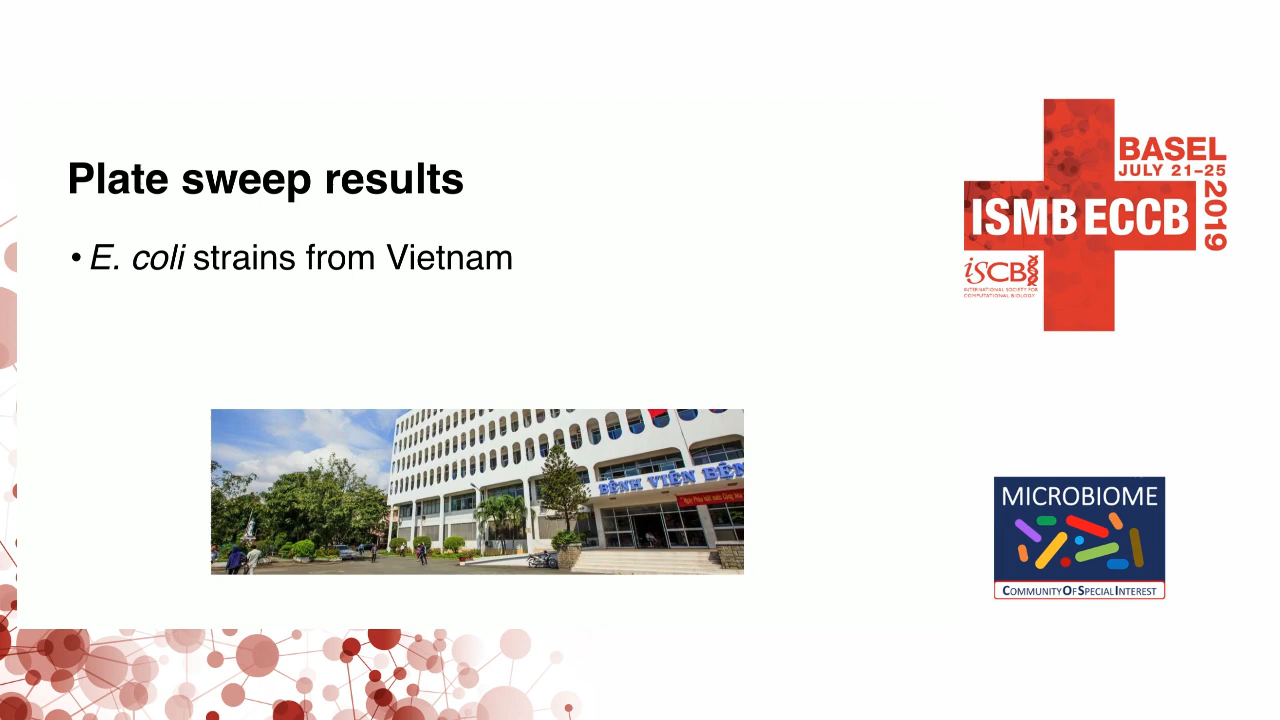 Plate sweep results
• E. coli strains from Vietnam
BASEL
JULY 21–25
2019
ISMB ECCB
iSCB
INTERNATIONAL SOCIETY FOR
COMPUTATIONAL BIOLOGY
BỆNH VIỆN BỆN
MICROBIOME
COMMUNITY OF SPECIAL INTEREST